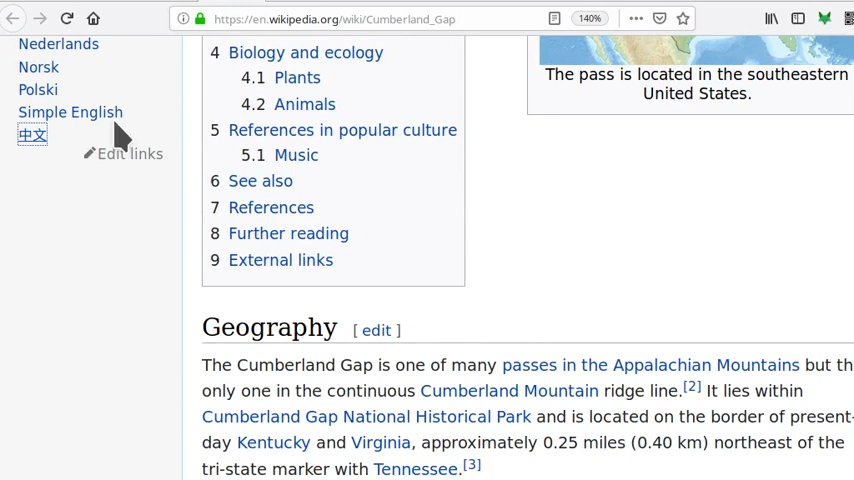 https://en.wikipedia.org/wiki/Cumberland_Gap
140%
Nederlands
Norsk
Polski
Simple English
中文
Edit links
4 Biology and ecology
4.1 Plants
4.2 Animals
5 References in popular culture
5.1 Music
6 See also
7 References
8 Further reading
9 External links
The pass is located in the southeastern
United States.
Geography [ edit ]
The Cumberland Gap is one of many passes in the Appalachian Mountains but th
only one in the continuous Cumberland Mountain ridge line.[2] It lies within
Cumberland Gap National Historical Park and is located on the border of present-
day Kentucky and Virginia, approximately 0.25 miles (0.40 km) northeast of the
tri-state marker with Tennessee.[3]